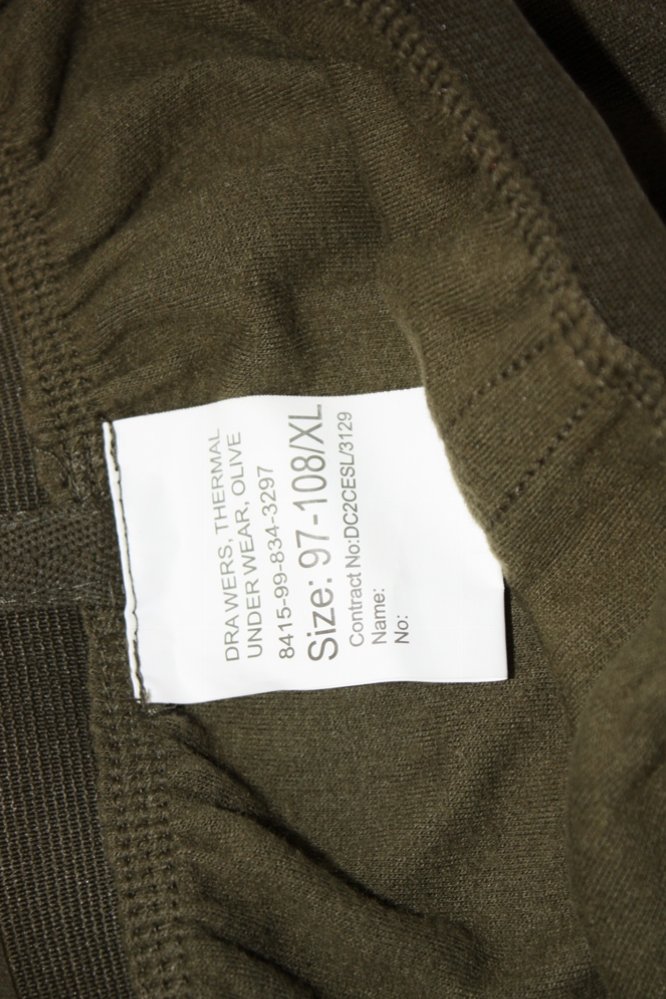 DRAWERS, THERMAL
UNDER WEAR, OLIVE
8415-99-834-3297
Size: 97-108/XL
Contract No:DC2CESL/3129
Name:
No: